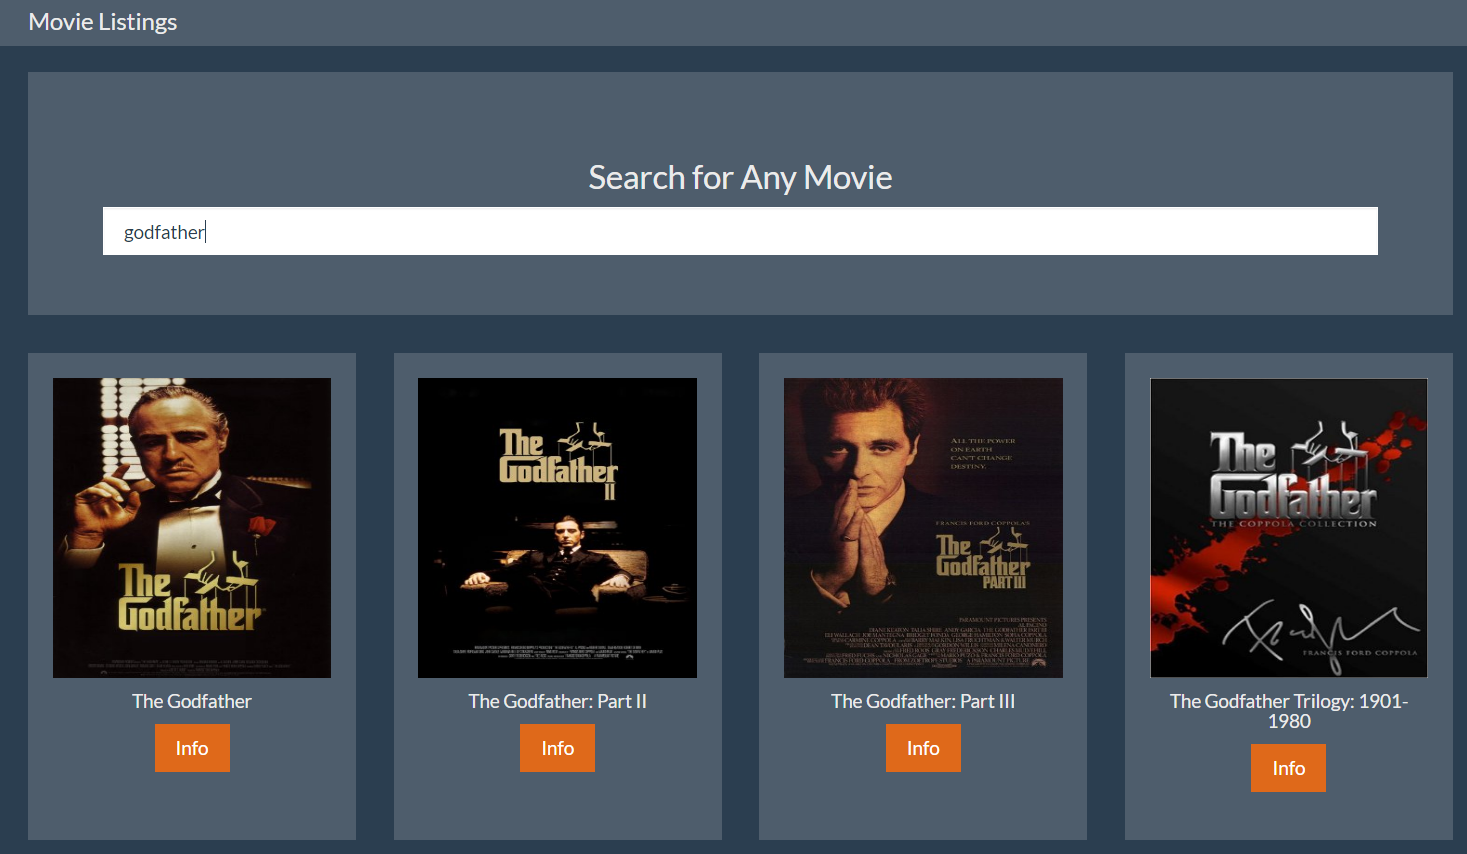 Movie Listings
Search for Any Movie
godfather
The
Godfather
The
Godfather
II
ALL THE POWER
ON EARTH
CAN'T CHANGE
DESTINY.
FRANCIS FORD COPPOLA'S
The
Godfather
PART III
The
Godfather
THE COPPOLA COLLECTION
FRANCIS FORD COPPOLA
The Godfather
The Godfather: Part II
The Godfather: Part III
The Godfather Trilogy: 1901-
1980
Info
Info
Info
Info